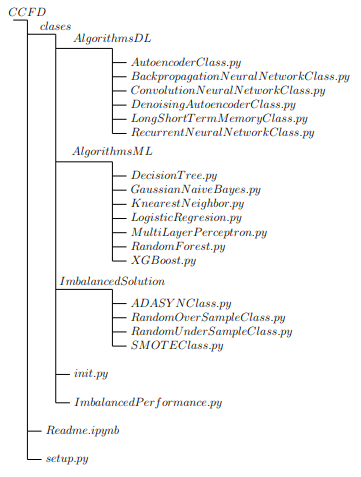 CCFD
clases
AlgorithmsDL
AutoencoderClass.py
BackpropagationNeuralNetworkClass.py
ConvolutionNeuralNetworkClass.py
DenoisingAutoencoderClass.py
LongShortTermMemoryClass.py
RecurrentNeuralNetworkClass.py
AlgorithmsML
DecisionTree.py
GaussianNaiveBayes.py
KnearestNeighbor.py
LogisticRegresion.py
MultiLayerPerceptron.py
RandomForest.py
XGBoost.py
ImbalancedSolution
ADASYNClass.py
RandomOverSampleClass.py
RandomUnderSampleClass.py
SMOTEClass.py
init.py
ImbalancedPerformance.py
Readme.ipynb
setup.py